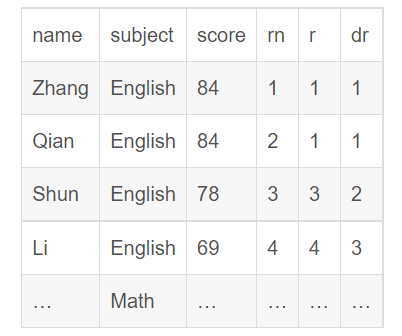 name subject score rn r dr
Zhang English 84 1 1 1
Qian English 84 2 1 1
Shun English 78 3 3 2
Li English 69 4 4 3
… Math … … … …